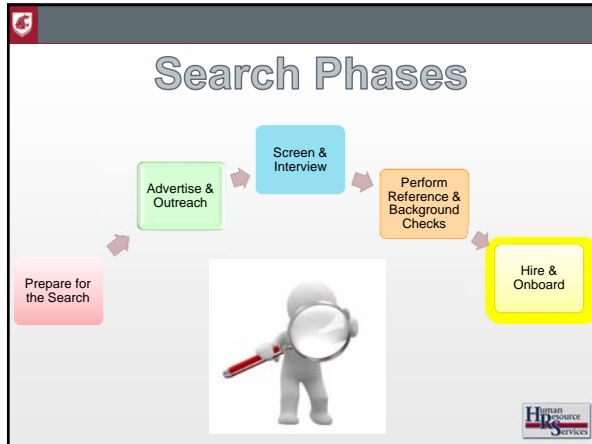 Search Phases
Prepare for
the Search
Advertise &
Outreach
Screen &
Interview
Perform
Reference &
Background
Checks
Hire &
Onboard
Human
Resource
Services